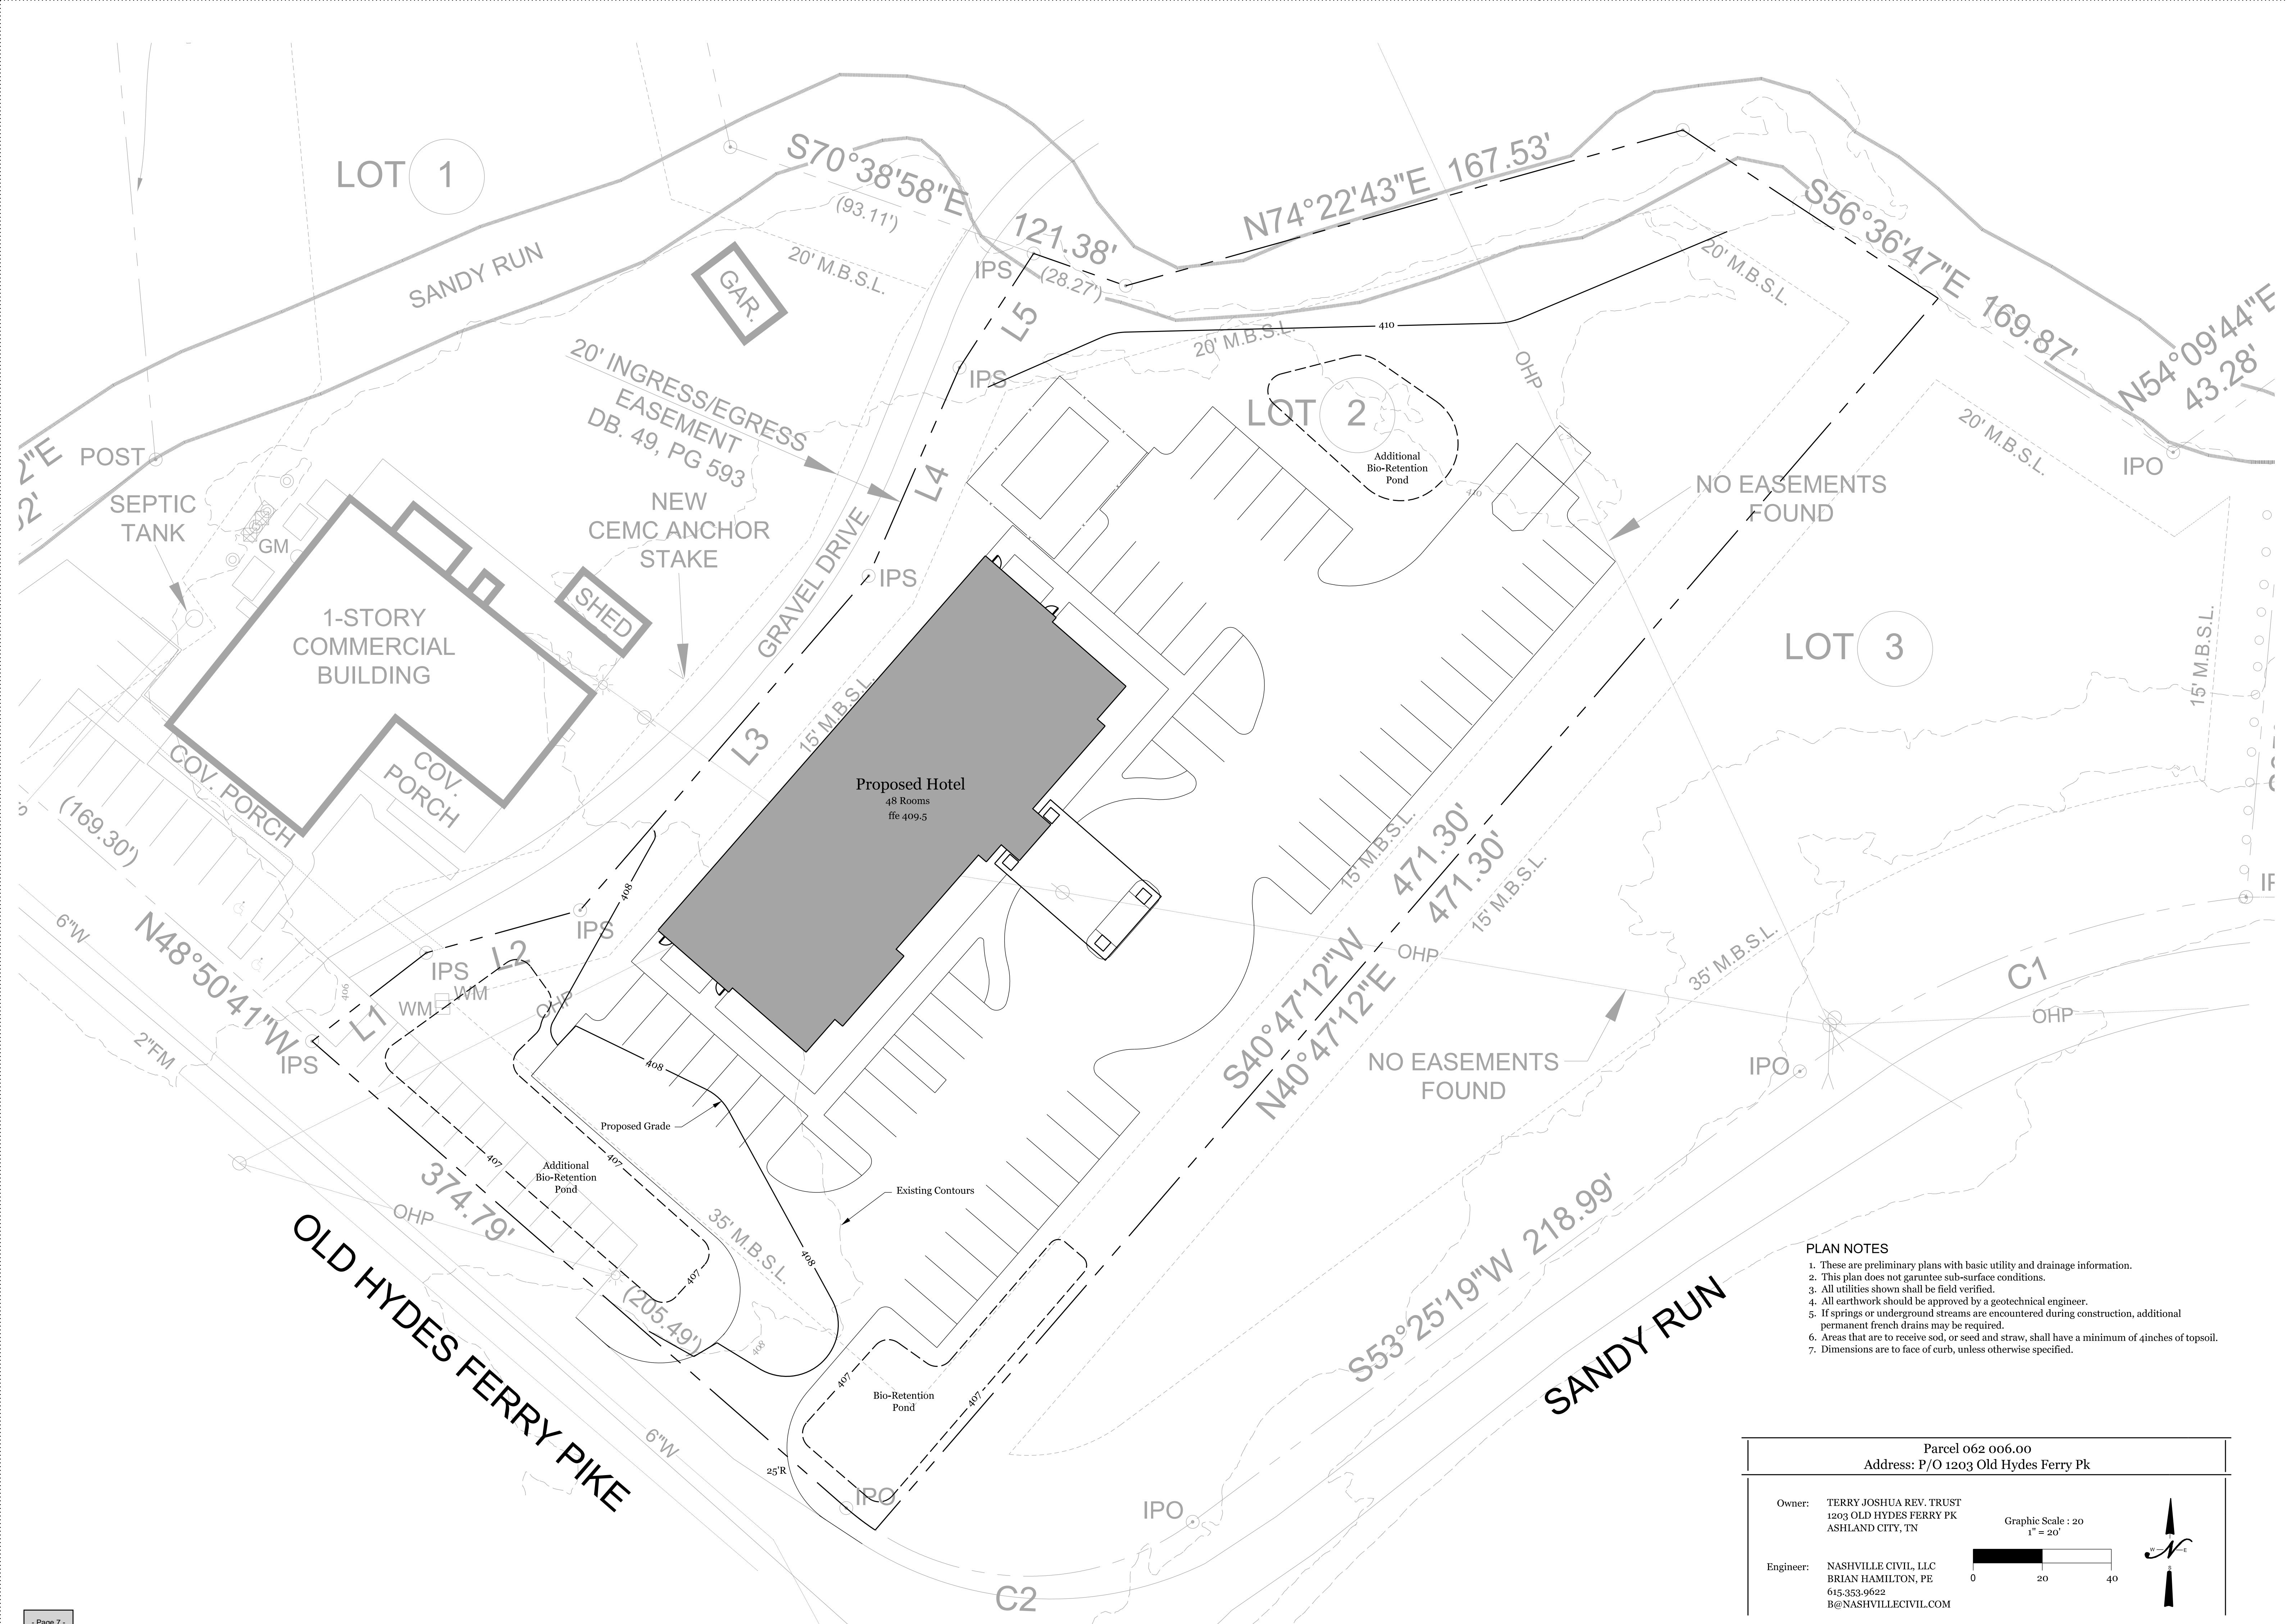 LOT 1
SANDY RUN
S70°38'58"E
(93.11')
121.38'
(28.27')
20' M.B.S.L.
GAR.
IPS
L5
IPS
N74°22'43"E 167.53'
20' M.B.S.L.
410
OHP
20' M.B.S.L.
S56°36'47"E 169.87'
N54°09'44"E
43.28'
20' M.B.S.L.
IPO
2"E
POST
SEPTIC
TANK
GM
20' INGRESS/EGRESS
EASEMENT
DB. 49, PG 593
L4
NEW
CEMC ANCHOR
STAKE
GRAVEL DRIVE
IPS
LOT 2
Additional
Bio-Retention
Pond
410
NO EASEMENTS
FOUND
LOT 3
15' M.B.S.L.
1-STORY
COMMERCIAL
BUILDING
SHED
COV. PORCH
COV.
PORCH
L3
15' M.B.S.L.
Proposed Hotel
48 Rooms
ffe 409.5
(169.30')
6"W
N48°50'41"W
2"FM
406
408
IPS
L2
IPS
WM
WM
OHP
L1
IPS
408
Proposed Grade
407
407
Additional
Bio-Retention
Pond
374.79'
OHP
407
35' M.B.S.L.
408
(205.49')
408
Existing Contours
15' M.B.S.L.
471.30'
471.30'
15' M.B.S.L.
OHP
S40°47'12"W
N40°47'12"E
NO EASEMENTS
FOUND
35' M.B.S.L.
C1
OHP
IPO
S53°25'19"W 218.99'
SANDY RUN
OLD HYDES FERRY PIKE
6"W
25'R
407
407
Bio-Retention
Pond
IPO
IPO
C2
PLAN NOTES
1. These are preliminary plans with basic utility and drainage information.
2. This plan does not garuntee sub-surface conditions.
3. All utilities shown shall be field verified.
4. All earthwork should be approved by a geotechnical engineer.
5. If springs or underground streams are encountered during construction, additional
permanent french drains may be required.
6. Areas that are to receive sod, or seed and straw, shall have a minimum of 4inches of topsoil.
7. Dimensions are to face of curb, unless otherwise specified.
Parcel 062 006.00
Address: P/O 1203 Old Hydes Ferry Pk
Owner: TERRY JOSHUA REV. TRUST
1203 OLD HYDES FERRY PK
ASHLAND CITY, TN
Graphic Scale : 20
1" = 20'
0 20 40
W N E
S
Engineer: NASHVILLE CIVIL, LLC
BRIAN HAMILTON, PE
615.353.9622
B@NASHVILLECIVIL.COM
- Page 7 -